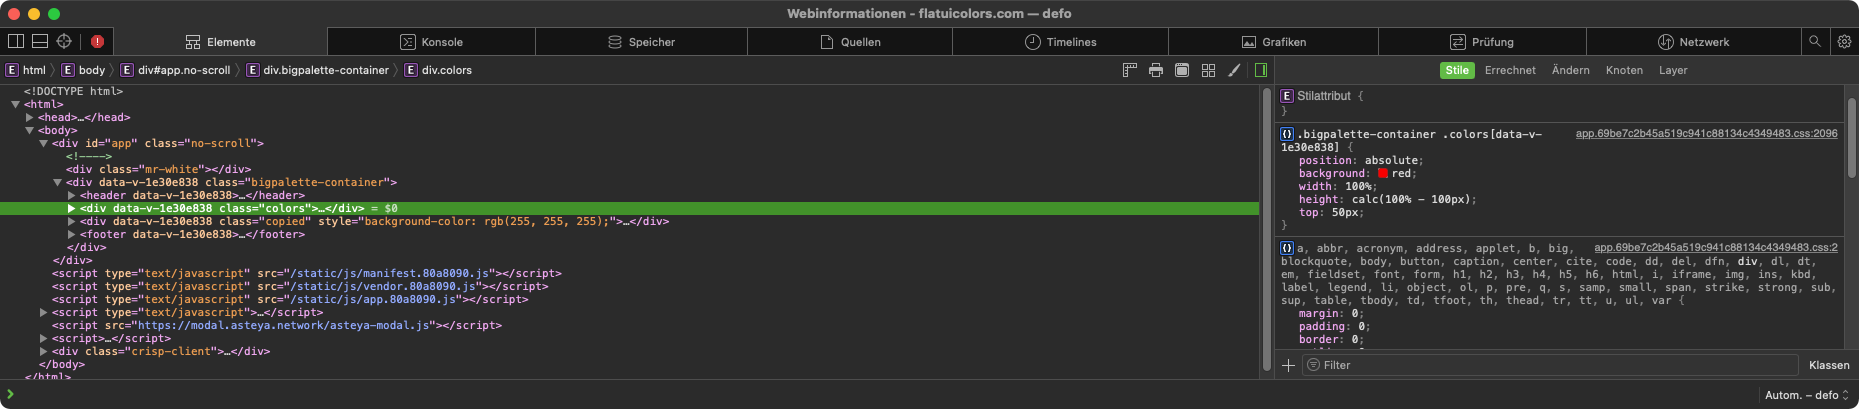 Webinformationen - flatuicolors.com — defo
Elemente Konsole Speicher Quellen Timelines Grafiken Prüfung Netzwerk
E html E body E div#app.no-scroll E div.bigpalette-container E div.colors
<!DOCTYPE html>
<html>
<head>…</head>
<body>
<div id="app" class="no-scroll">
<!---->
<div class="mr-white"></div>
<div data-v-1e30e838 class="bigpalette-container">
<header data-v-1e30e838>…</header>
<div data-v-1e30e838 class="colors">…</div> = $0
<div data-v-1e30e838 class="copied" style="background-color: rgb(255, 255, 255);">…</div>
<footer data-v-1e30e838>…</footer>
</div>
</div>
<script type="text/javascript" src="/static/js/manifest.80a8090.js"></script>
<script type="text/javascript" src="/static/js/vendor.80a8090.js"></script>
<script type="text/javascript" src="/static/js/app.80a8090.js"></script>
<script type="text/javascript">…</script>
<script src="https://modal.asteya.network/asteya-modal.js"></script>
<script>…</script>
<div class="crisp-client">…</div>
</body>
</html>
Stile Errechnet Ändern Knoten Layer
E Stilattribut {
}
{} .bigpalette-container .colors[data-v- app.69be7c2b45a519c941c88134c4349483.css:2096
1e30e838] {
position: absolute;
background: red;
width: 100%;
height: calc(100% - 100px);
top: 50px;
}
{} a, abbr, acronym, address, applet, b, big, app.69be7c2b45a519c941c88134c4349483.css:2
blockquote, body, button, caption, center, cite, code, dd, del, dfn, div, dl, dt,
em, fieldset, font, form, h1, h2, h3, h4, h5, h6, html, i, iframe, img, ins, kbd,
label, legend, li, object, ol, p, pre, q, s, samp, small, span, strike, strong, sub,
sup, table, tbody, td, tfoot, th, thead, tr, tt, u, ul, var {
margin: 0;
padding: 0;
border: 0;
Filter Klassen
Autom. – defo